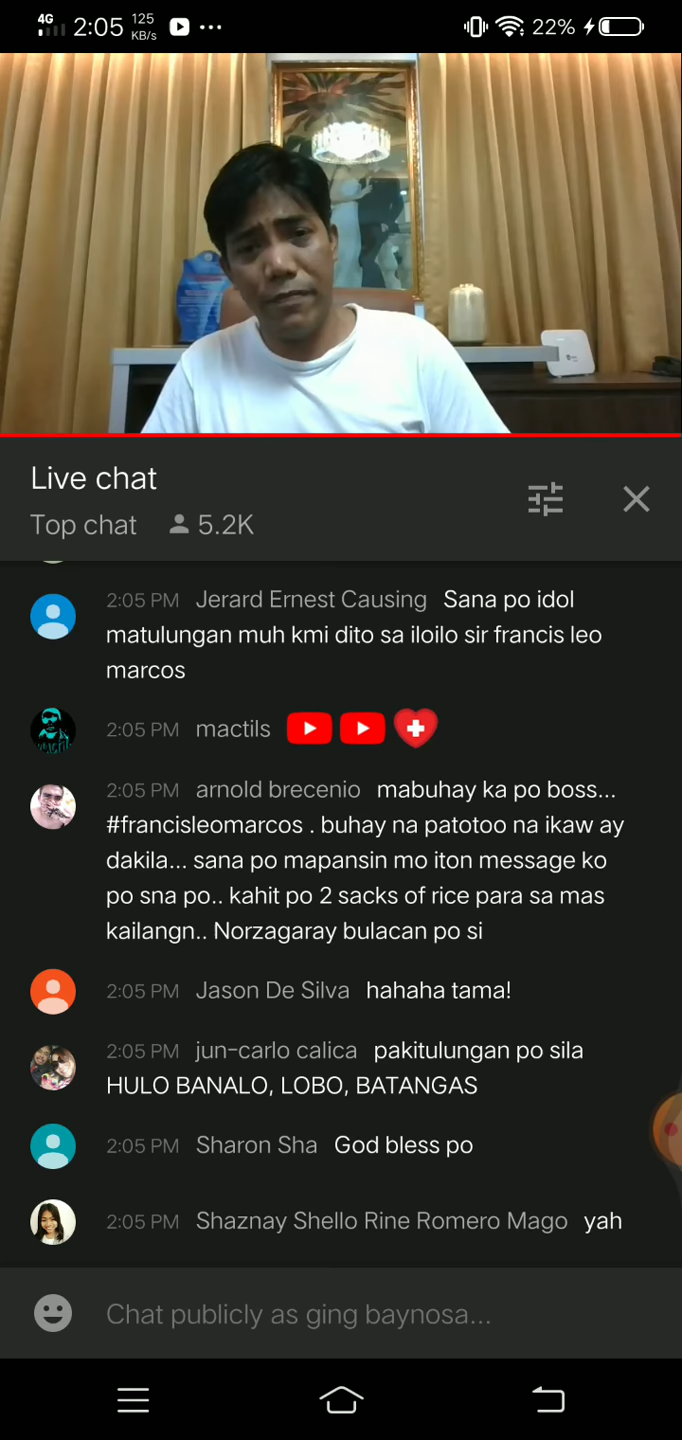 4G 2:05 125 KB/s 22%
Live chat
Top chat 5.2K
2:05 PM Jerard Ernest Causing Sana po idol
matulungan muh kmi dito sa iloilo sir francis leo
marcos
2:05 PM mactils
2:05 PM arnold brecenio mabuhay ka po boss...
#francisleomarcos . buhay na patotoo na ikaw ay
dakila... sana po mapansin mo iton message ko
po sna po.. kahit po 2 sacks of rice para sa mas
kailangn.. Norzagaray bulacan po si
2:05 PM Jason De Silva hahaha tama!
2:05 PM jun-carlo calica pakitulungan po sila
HULO BANALO, LOBO, BATANGAS
2:05 PM Sharon Sha God bless po
2:05 PM Shaznay Shello Rine Romero Mago yah
Chat publicly as ging baynosa...